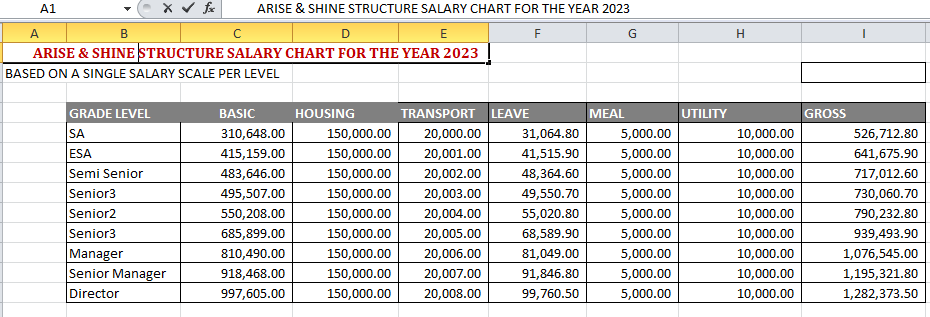 A1 fx ARISE & SHINE STRUCTURE SALARY CHART FOR THE YEAR 2023
A B C D E F G H I
ARISE & SHINE STRUCTURE SALARY CHART FOR THE YEAR 2023
BASED ON A SINGLE SALARY SCALE PER LEVEL
GRADE LEVEL BASIC HOUSING TRANSPORT LEAVE MEAL UTILITY GROSS
SA 310,648.00 150,000.00 20,000.00 31,064.80 5,000.00 10,000.00 526,712.80
ESA 415,159.00 150,000.00 20,001.00 41,515.90 5,000.00 10,000.00 641,675.90
Semi Senior 483,646.00 150,000.00 20,002.00 48,364.60 5,000.00 10,000.00 717,012.60
Senior3 495,507.00 150,000.00 20,003.00 49,550.70 5,000.00 10,000.00 730,060.70
Senior2 550,208.00 150,000.00 20,004.00 55,020.80 5,000.00 10,000.00 790,232.80
Senior3 685,899.00 150,000.00 20,005.00 68,589.90 5,000.00 10,000.00 939,493.90
Manager 810,490.00 150,000.00 20,006.00 81,049.00 5,000.00 10,000.00 1,076,545.00
Senior Manager 918,468.00 150,000.00 20,007.00 91,846.80 5,000.00 10,000.00 1,195,321.80
Director 997,605.00 150,000.00 20,008.00 99,760.50 5,000.00 10,000.00 1,282,373.50